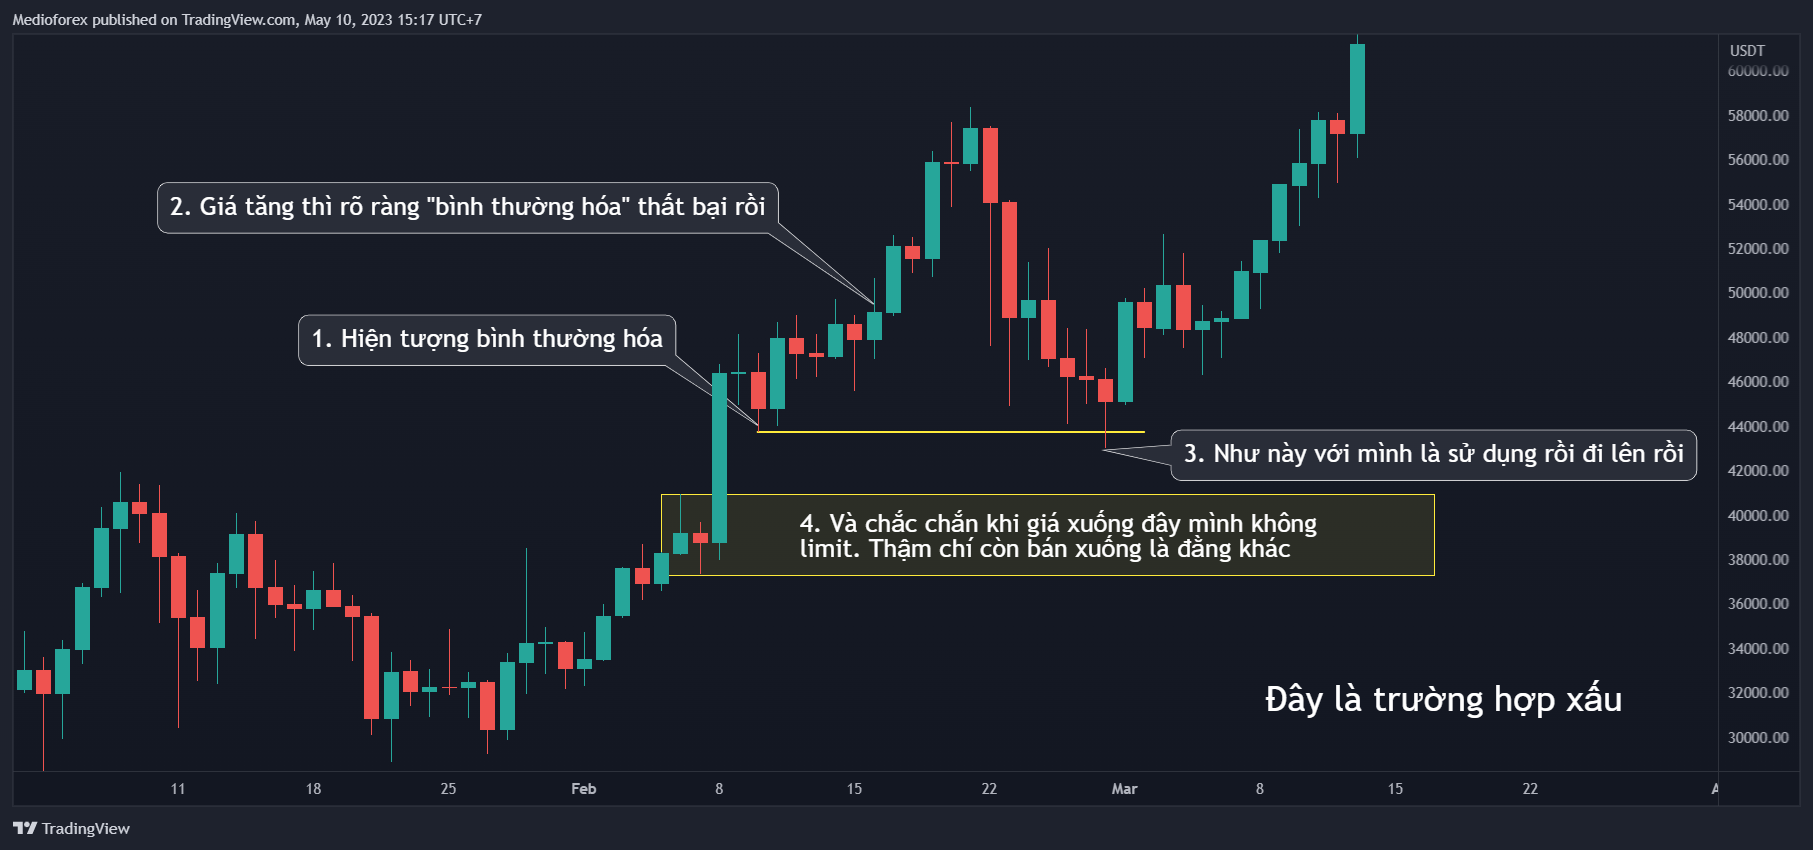 Medioforex published on TradingView.com, May 10, 2023 15:17 UTC+7
USDT
60000.00
58000.00
56000.00
54000.00
52000.00
50000.00
48000.00
46000.00
44000.00
42000.00
40000.00
38000.00
36000.00
34000.00
32000.00
30000.00
2. Giá tăng thì rõ ràng "bình thường hóa" thất bại rồi
1. Hiện tượng bình thường hóa
3. Như này với mình là sử dụng rồi đi lên rồi
4. Và chắc chắn khi giá xuống đây mình không
limit. Thậm chí còn bán xuống là đằng khác
Đây là trường hợp xấu
11 18 25 Feb 8 15 22 Mar 8 15 22
TradingView